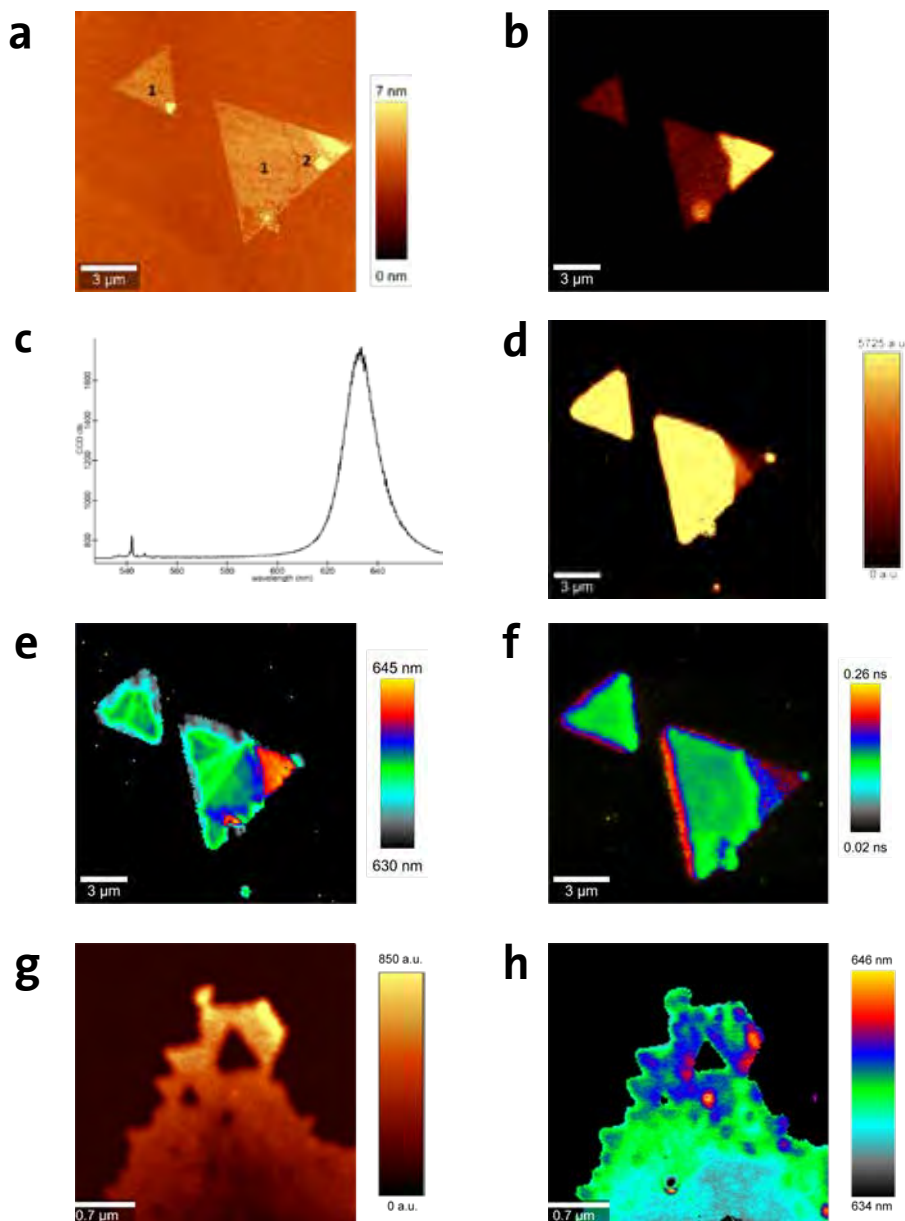 a
b
1
1
2
7 nm
0 nm
3 µm
3 µm
c
d
1600
1400
1200
1000
800
CCD cts
540
560
580
600
620
640
wavelength (nm)
5725 a.u
0 a.u.
3 µm
e
f
645 nm
630 nm
3 µm
0.26 ns
0.02 ns
3 µm
g
h
850 a.u.
0 a.u.
0.7 µm
646 nm
634 nm
0.7 µm